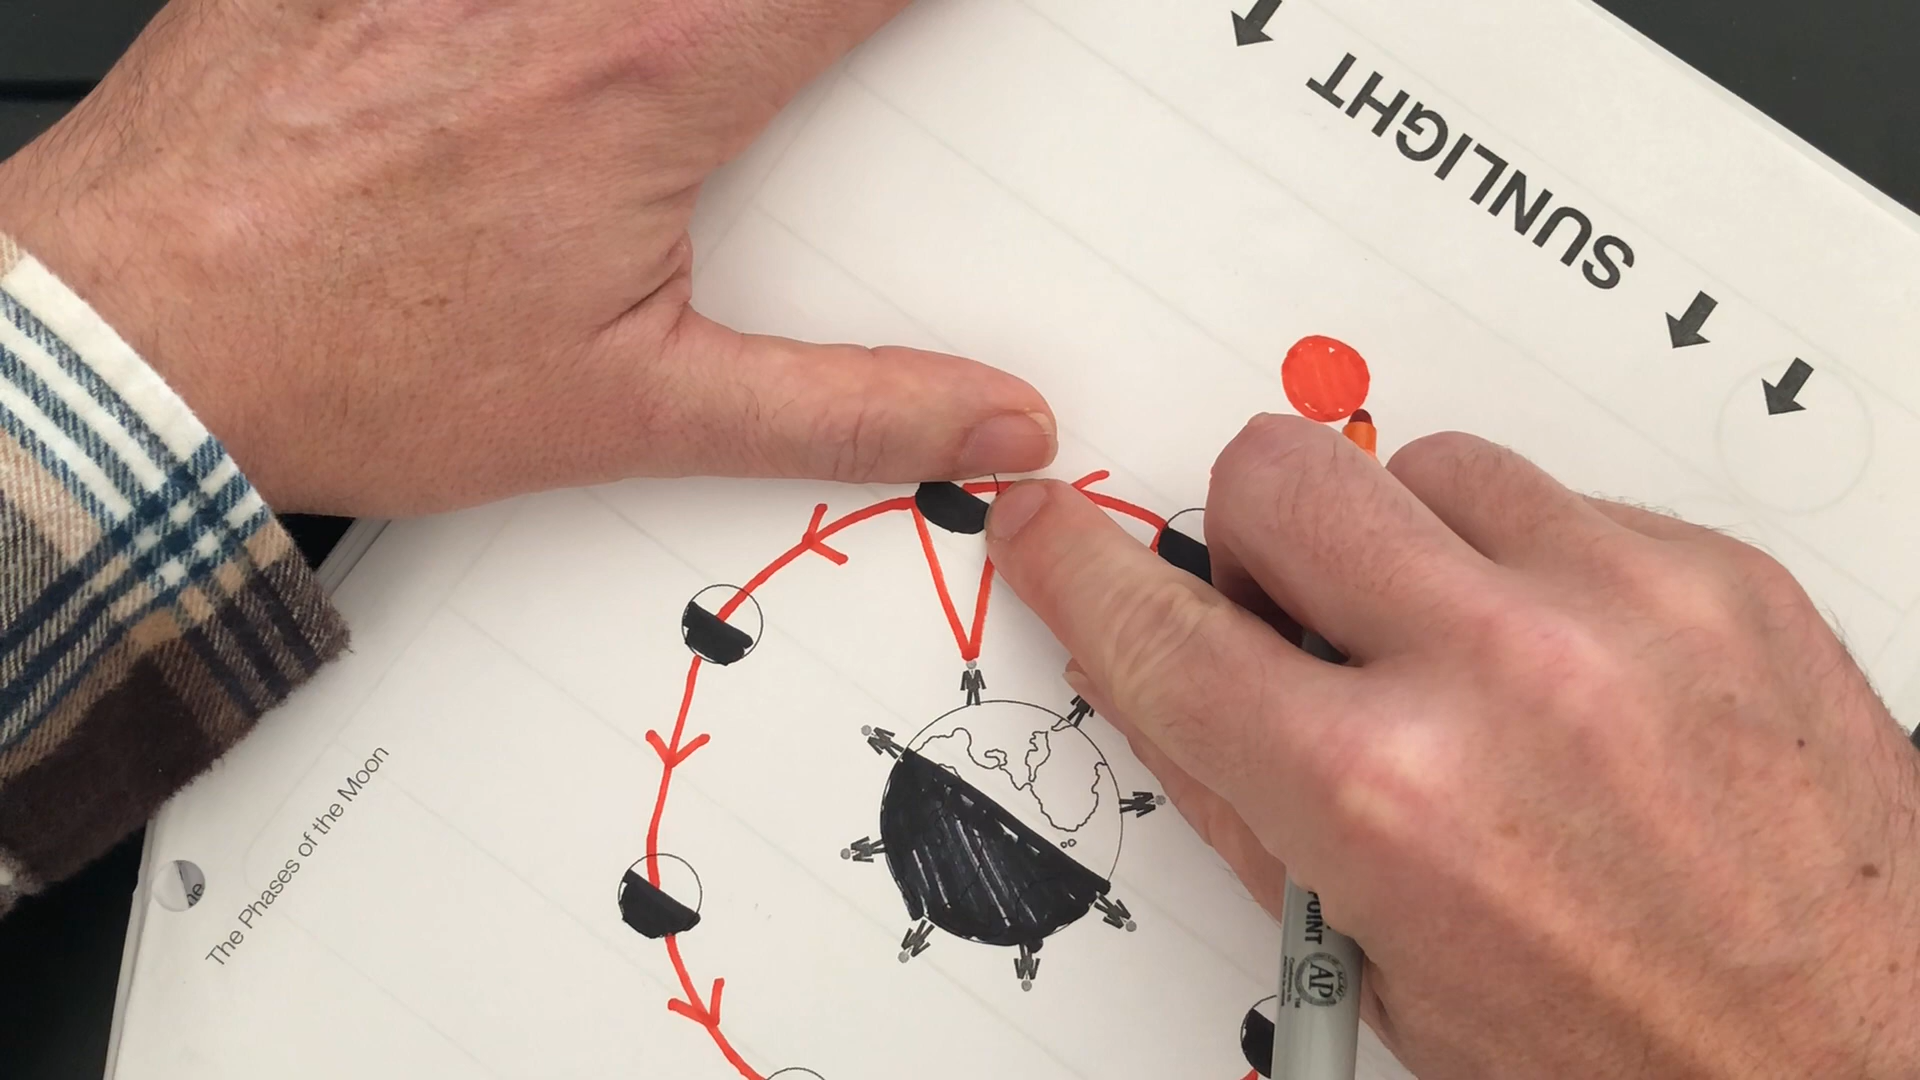 SUNLIGHT
The Phases of the Moon
POINT
AP